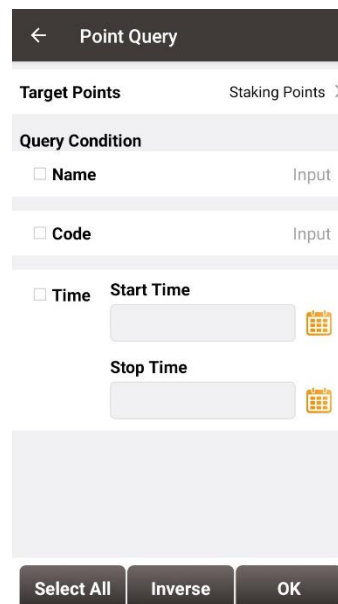 Point Query
Target Points Staking Points
Query Condition
Name Input
Code Input
Time Start Time
Stop Time
Select All Inverse OK